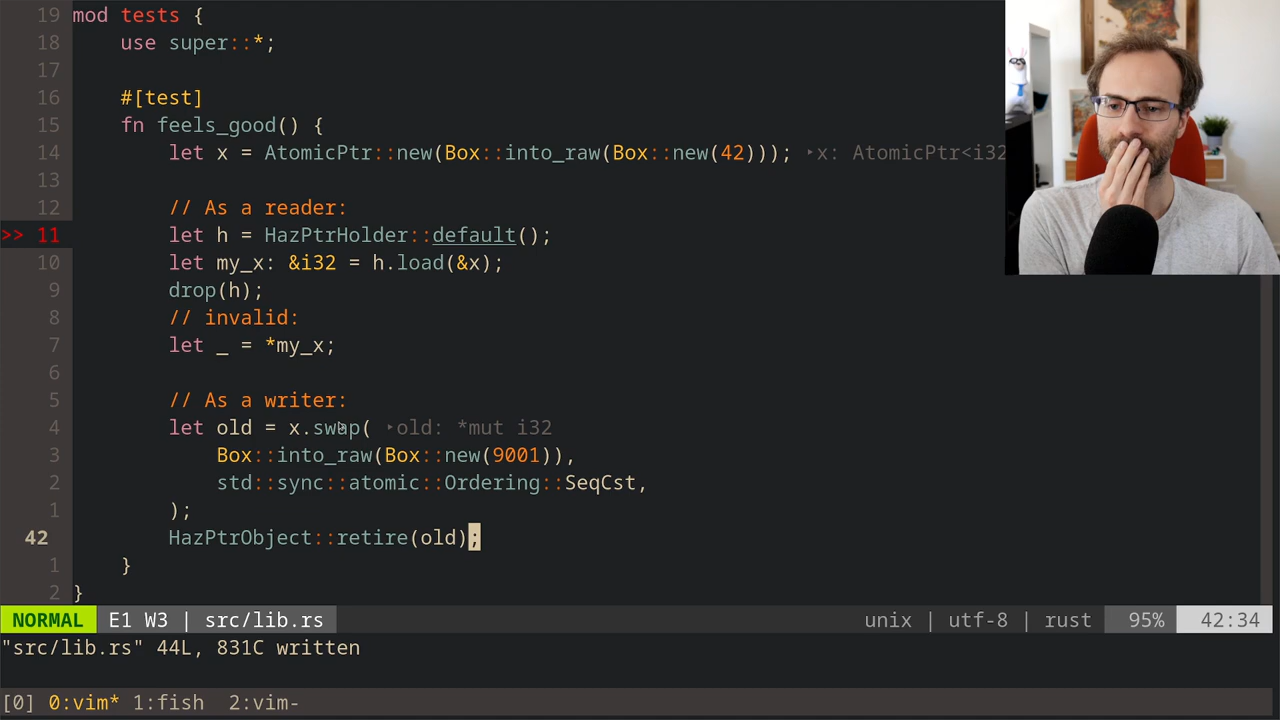 19 mod tests {
18 use super::*;
17
16 #[test]
15 fn feels_good() {
14 let x = AtomicPtr::new(Box::into_raw(Box::new(42))); ▸x: AtomicPtr<i32
13
12 // As a reader:
>> 11 let h = HazPtrHolder::default();
10 let my_x: &i32 = h.load(&x);
9 drop(h);
8 // invalid:
7 let _ = *my_x;
6
5 // As a writer:
4 let old = x.swap( ▸old: *mut i32
3 Box::into_raw(Box::new(9001)),
2 std::sync::atomic::Ordering::SeqCst,
1 );
42 HazPtrObject::retire(old);
1 }
2 }
NORMAL E1 W3 | src/lib.rs unix | utf-8 | rust 95% 42:34
"src/lib.rs" 44L, 831C written
[0] 0:vim* 1:fish 2:vim-